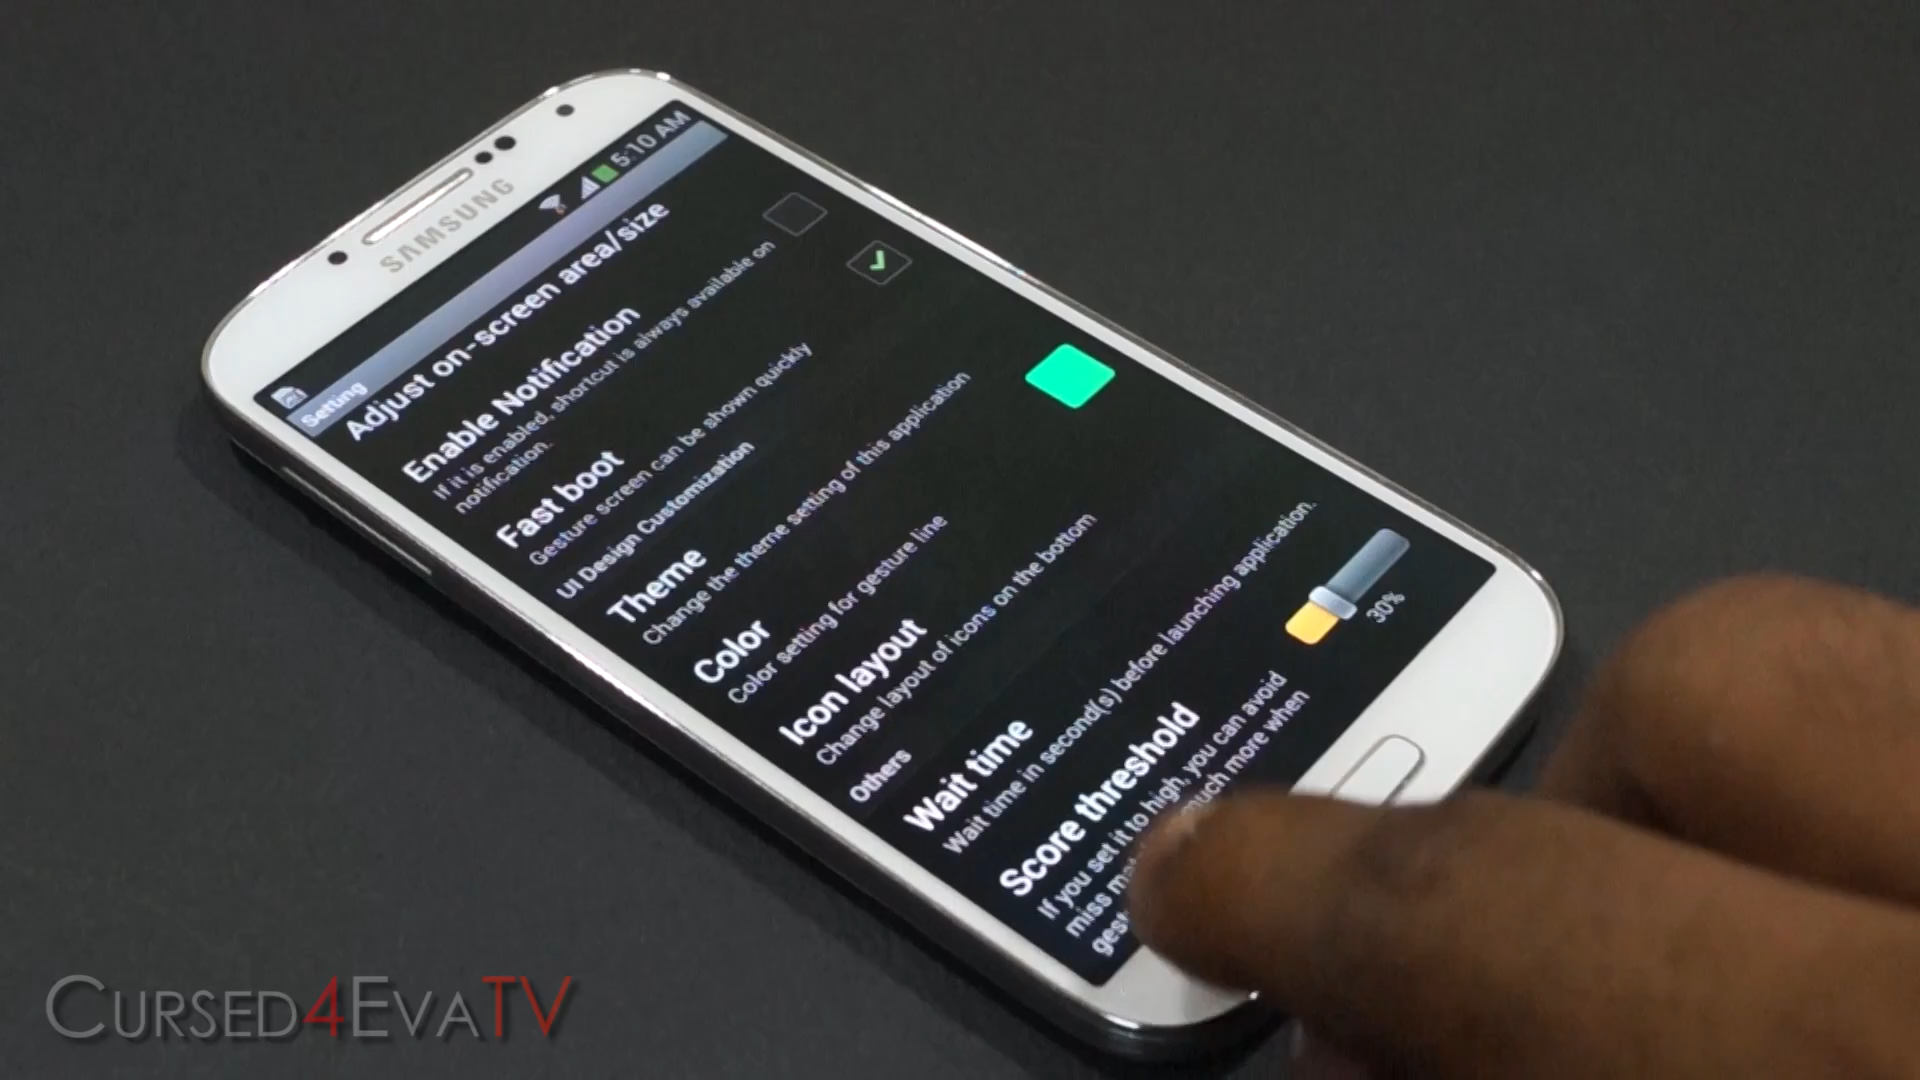 SAMSUNG
5:10 AM
Setting
Adjust on-screen area/size
Enable Notification
If it is enabled, shortcut is always available on
notification.
Fast boot
Gesture screen can be shown quickly
UI Design Customization
Theme
Change the theme setting of this application
Color
Color setting for gesture line
Icon layout
Change layout of icons on the bottom
Others
Wait time
Wait time in second(s) before launching application.
Score threshold
If you set it to high, you can avoid
miss much more when
30%
CURSED4EVATV